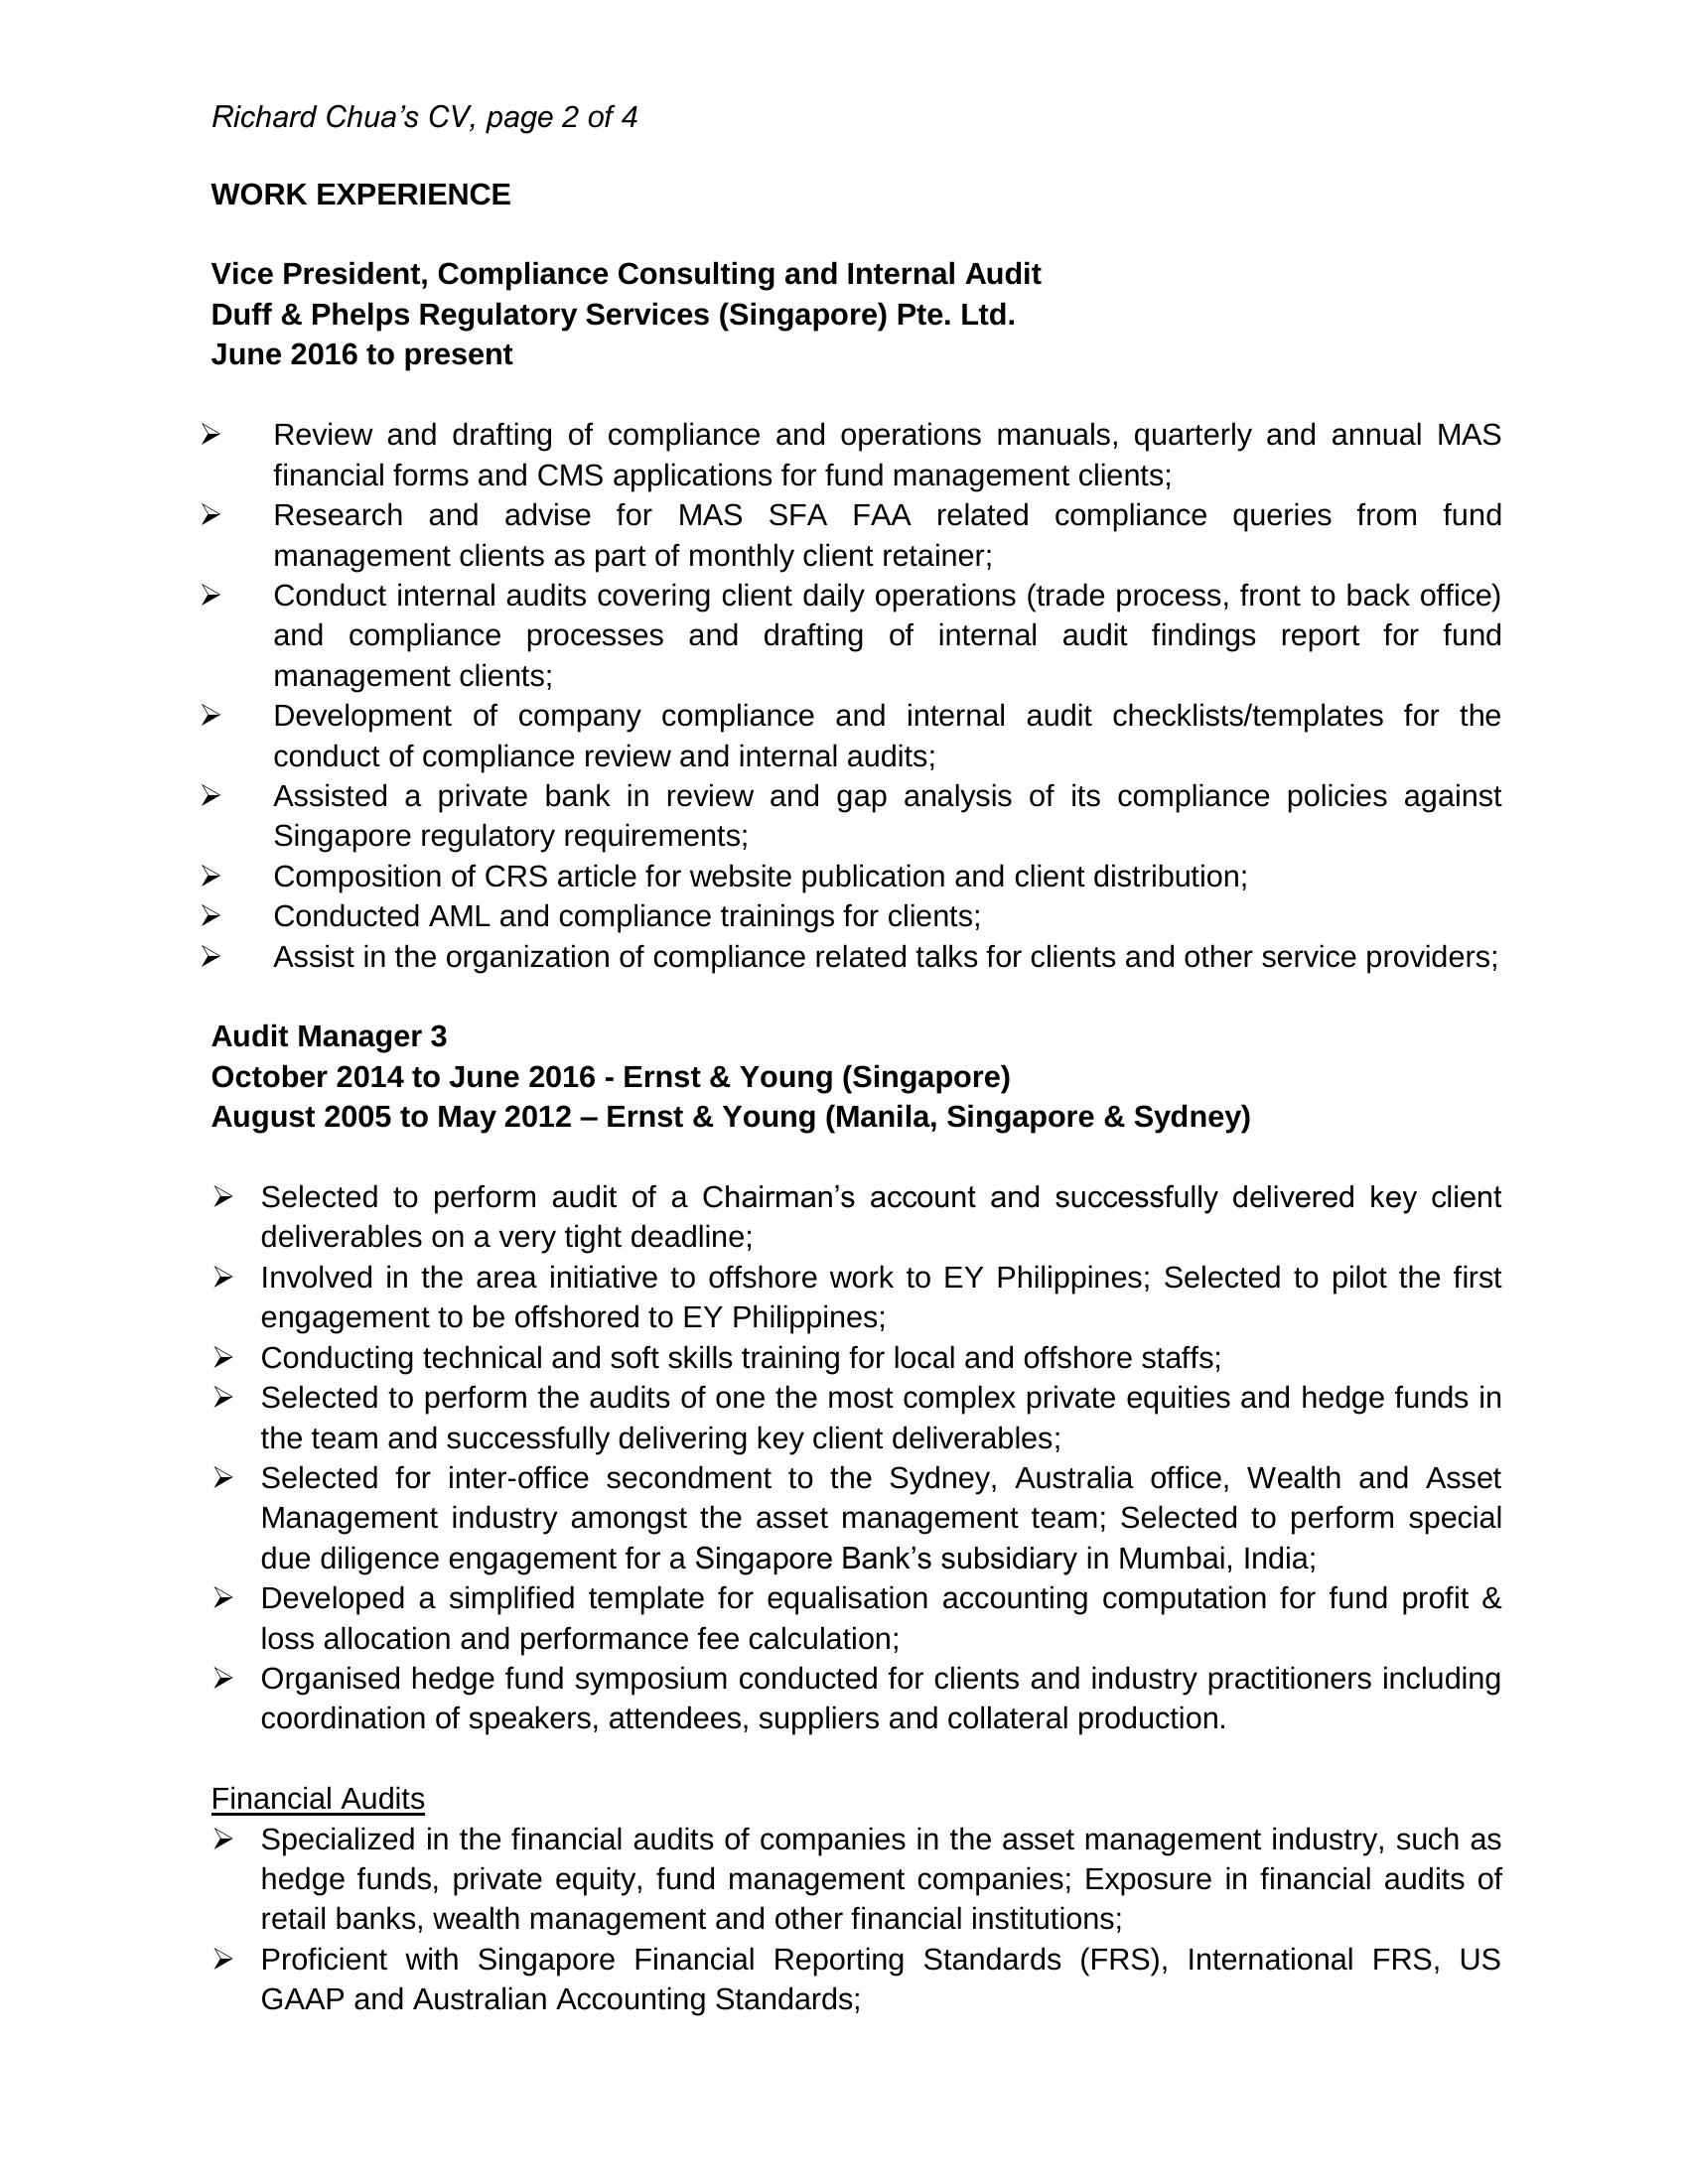 Richard Chua’s CV, page 2 of 4
WORK EXPERIENCE
Vice President, Compliance Consulting and Internal Audit
Duff & Phelps Regulatory Services (Singapore) Pte. Ltd.
June 2016 to present
➢ Review and drafting of compliance and operations manuals, quarterly and annual MAS
financial forms and CMS applications for fund management clients;
➢ Research and advise for MAS SFA FAA related compliance queries from fund
management clients as part of monthly client retainer;
➢ Conduct internal audits covering client daily operations (trade process, front to back office)
and compliance processes and drafting of internal audit findings report for fund
management clients;
➢ Development of company compliance and internal audit checklists/templates for the
conduct of compliance review and internal audits;
➢ Assisted a private bank in review and gap analysis of its compliance policies against
Singapore regulatory requirements;
➢ Composition of CRS article for website publication and client distribution;
➢ Conducted AML and compliance trainings for clients;
➢ Assist in the organization of compliance related talks for clients and other service providers;
Audit Manager 3
October 2014 to June 2016 - Ernst & Young (Singapore)
August 2005 to May 2012 – Ernst & Young (Manila, Singapore & Sydney)
➢ Selected to perform audit of a Chairman’s account and successfully delivered key client
deliverables on a very tight deadline;
➢ Involved in the area initiative to offshore work to EY Philippines; Selected to pilot the first
engagement to be offshored to EY Philippines;
➢ Conducting technical and soft skills training for local and offshore staffs;
➢ Selected to perform the audits of one the most complex private equities and hedge funds in
the team and successfully delivering key client deliverables;
➢ Selected for inter-office secondment to the Sydney, Australia office, Wealth and Asset
Management industry amongst the asset management team; Selected to perform special
due diligence engagement for a Singapore Bank’s subsidiary in Mumbai, India;
➢ Developed a simplified template for equalisation accounting computation for fund profit &
loss allocation and performance fee calculation;
➢ Organised hedge fund symposium conducted for clients and industry practitioners including
coordination of speakers, attendees, suppliers and collateral production.
Financial Audits
➢ Specialized in the financial audits of companies in the asset management industry, such as
hedge funds, private equity, fund management companies; Exposure in financial audits of
retail banks, wealth management and other financial institutions;
➢ Proficient with Singapore Financial Reporting Standards (FRS), International FRS, US
GAAP and Australian Accounting Standards;